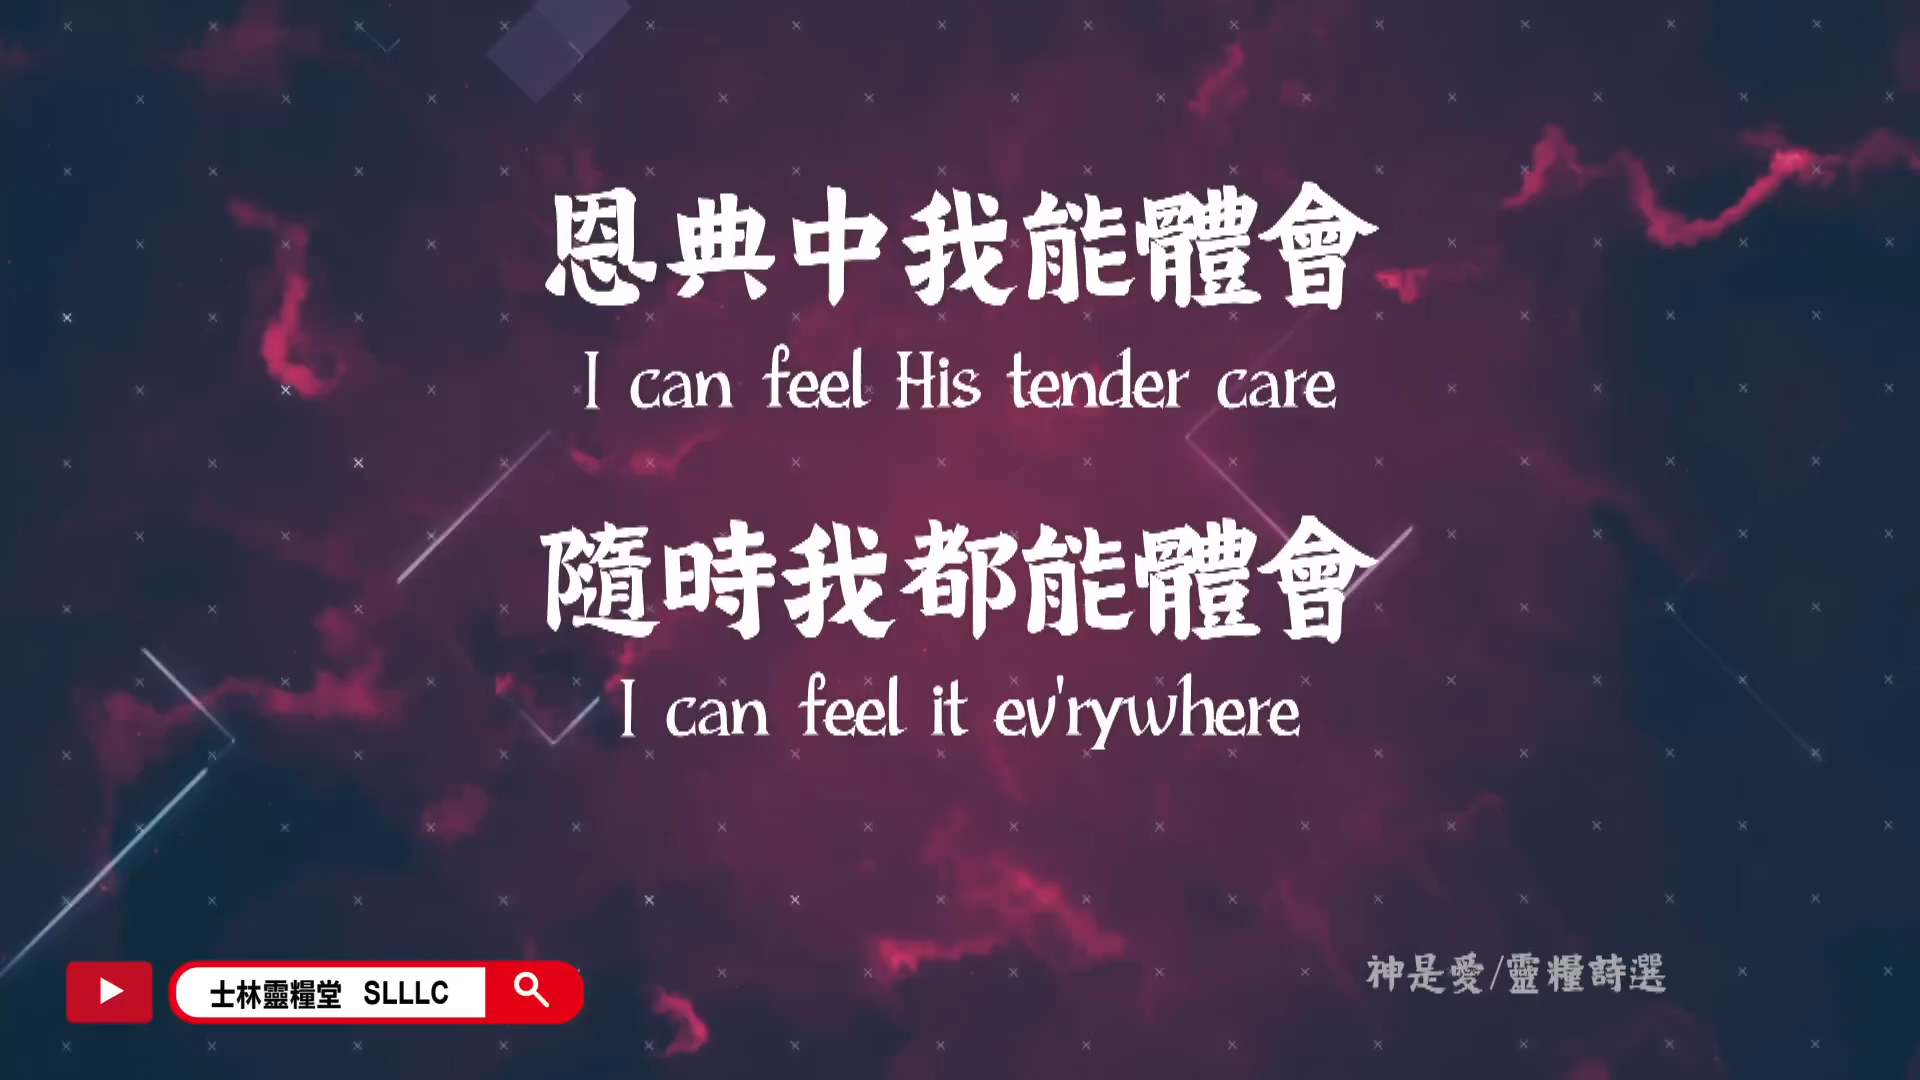 恩典中我能體會
I can feel His tender care
隨時我都能體會
I can feel it ev'rywhere
士林靈糧堂 SLLLC
神是愛/靈糧詩選